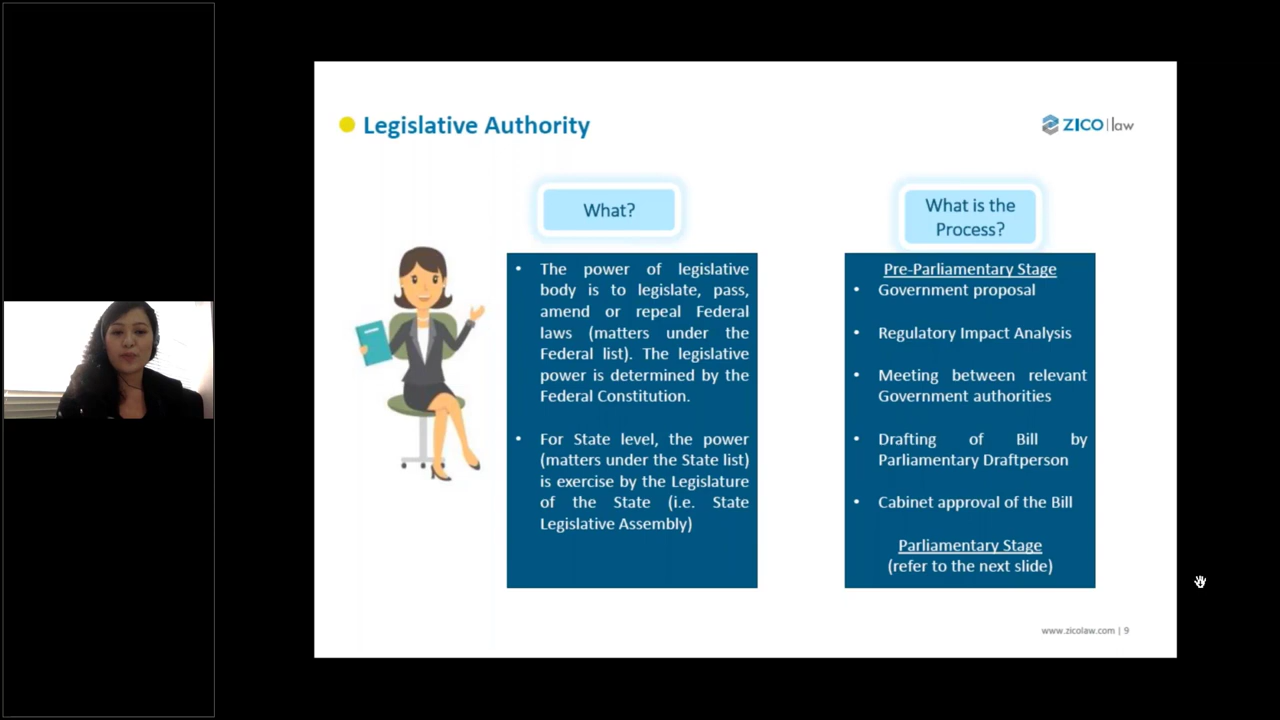 Legislative Authority
ZICO law
What?
The power of legislative
body is to legislate, pass,
amend or repeal Federal
laws (matters under the
Federal list). The legislative
power is determined by the
Federal Constitution.
For State level, the power
(matters under the State list)
is exercise by the Legislature
of the State (i.e. State
Legislative Assembly)
What is the
Process?
Pre-Parliamentary Stage
Government proposal
Regulatory Impact Analysis
Meeting between relevant
Government authorities
Drafting of Bill by
Parliamentary Draftperson
Cabinet approval of the Bill
Parliamentary Stage
(refer to the next slide)
www.zicolaw.com | 9